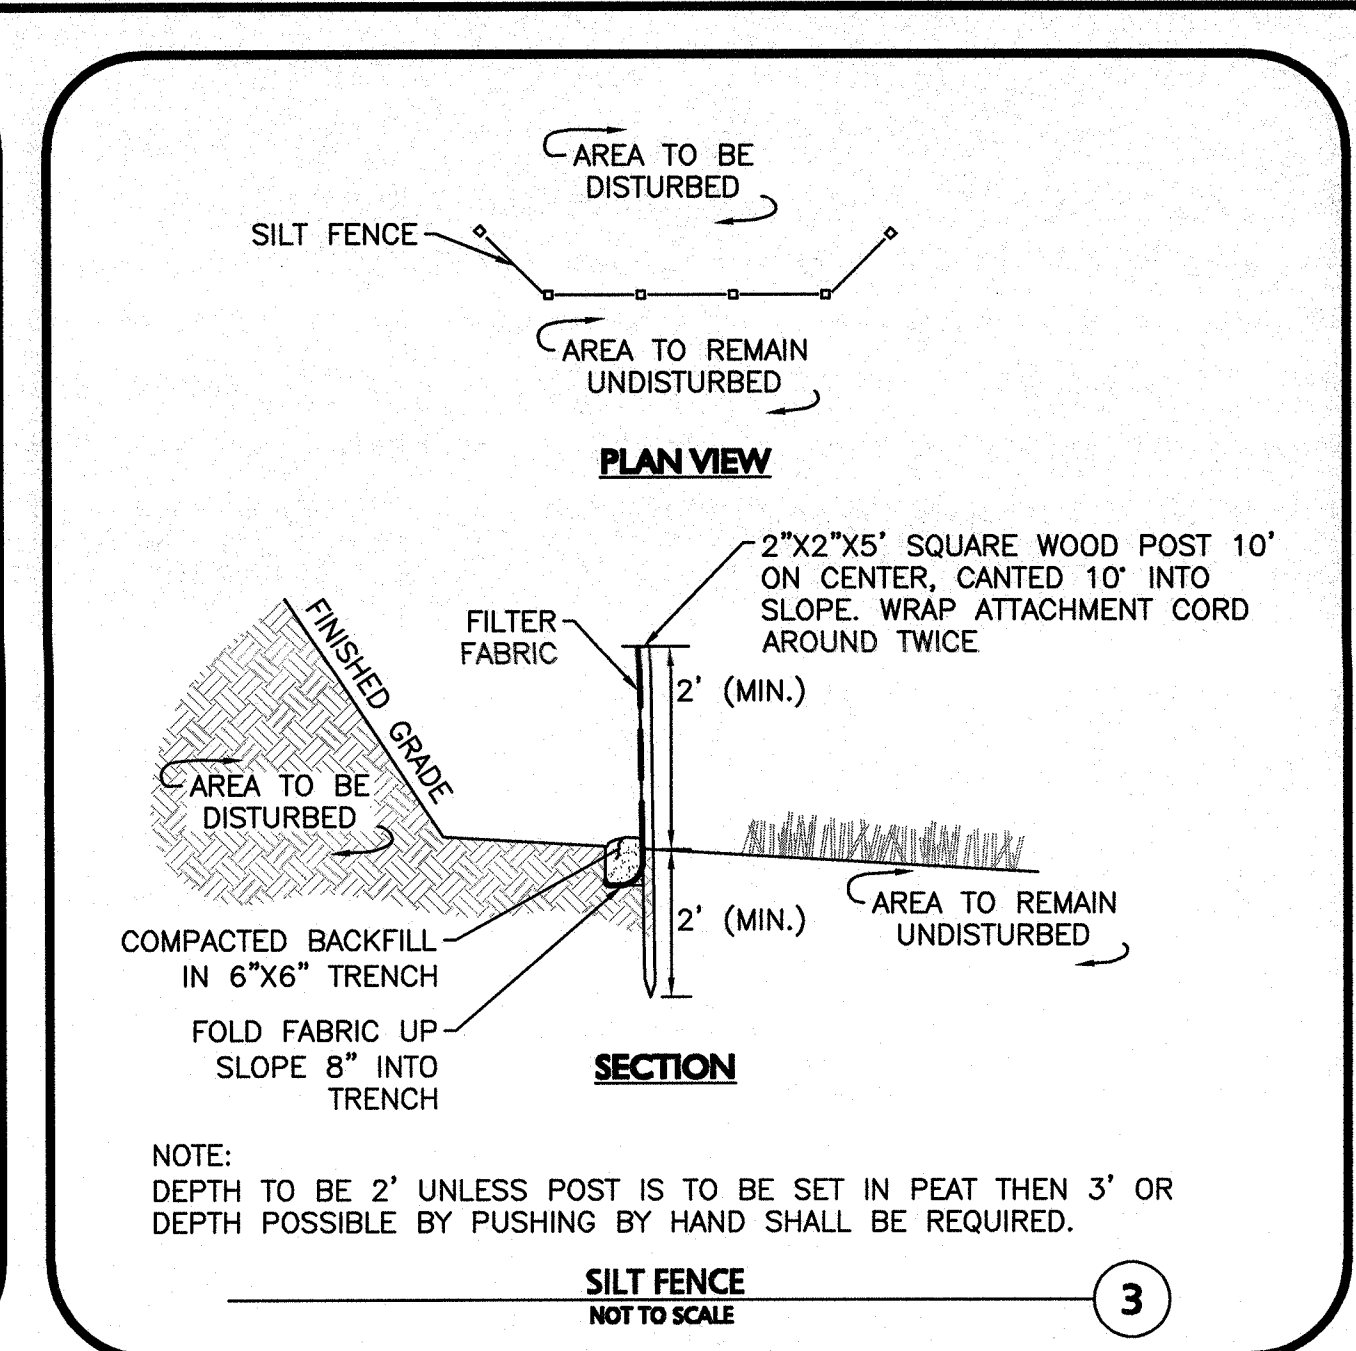 AREA TO BE
DISTURBED
SILT FENCE
AREA TO REMAIN
UNDISTURBED
PLAN VIEW
2"X2"X5' SQUARE WOOD POST 10'
ON CENTER, CANTED 10° INTO
SLOPE. WRAP ATTACHMENT CORD
AROUND TWICE
FILTER
FABRIC
FINISHED GRADE
2' (MIN.)
AREA TO BE
DISTURBED
2' (MIN.)
AREA TO REMAIN
UNDISTURBED
COMPACTED BACKFILL
IN 6"X6" TRENCH
FOLD FABRIC UP
SLOPE 8" INTO
TRENCH
SECTION
NOTE:
DEPTH TO BE 2' UNLESS POST IS TO BE SET IN PEAT THEN 3' OR
DEPTH POSSIBLE BY PUSHING BY HAND SHALL BE REQUIRED.
SILT FENCE
NOT TO SCALE
3